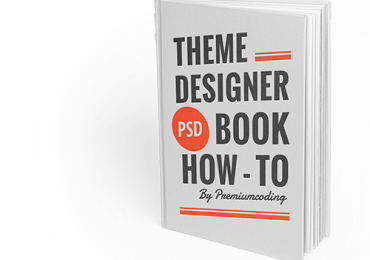 THEME
DESIGNER
PSD BOOK
HOW - TO
By Premiumcoding